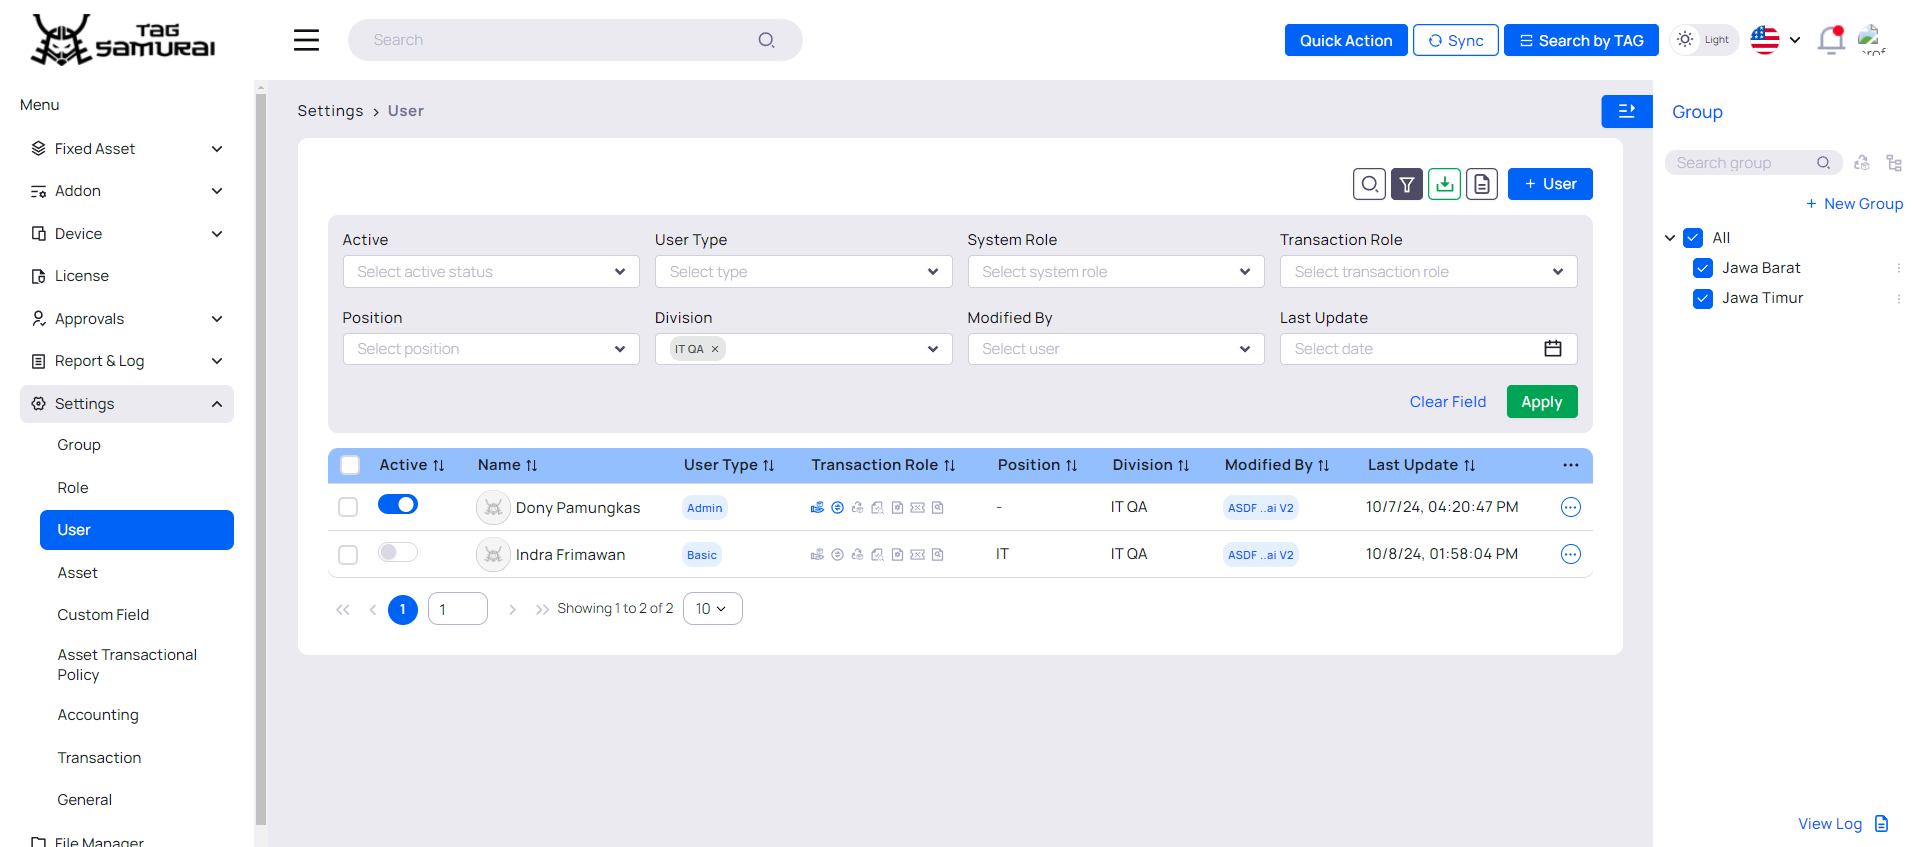 TAG SAMURAI
Search
Quick Action
Sync
Search by TAG
Light
Menu
Fixed Asset
Addon
Device
License
Approvals
Report & Log
Settings
Group
Role
User
Asset
Custom Field
Asset Transactional
Policy
Accounting
Transaction
General
File Manager
Settings > User
+ User
Active
User Type
System Role
Transaction Role
Select active status
Select type
Select system role
Select transaction role
Position
Division
Modified By
Last Update
Select position
IT QA ×
Select user
Select date
Clear Field
Apply
Active Name User Type Transaction Role Position Division Modified By Last Update
Dony Pamungkas Admin - IT QA ASDF ..ai V2 10/7/24, 04:20:47 PM
Indra Frimawan Basic IT IT QA ASDF ..ai V2 10/8/24, 01:58:04 PM
1 1 Showing 1 to 2 of 2 10
Group
Search group
+ New Group
All
Jawa Barat
Jawa Timur
View Log